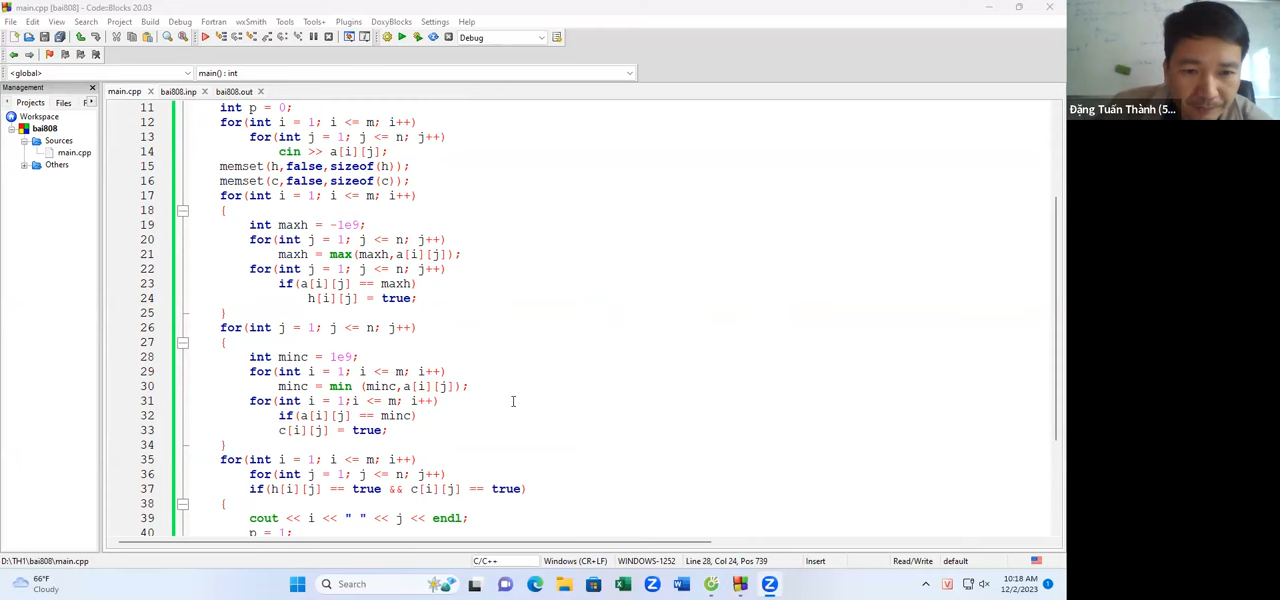 main.cpp [bai808] - Code::Blocks 20.03
File Edit View Search Project Build Debug Fortran wxSmith Tools Tools+ Plugins DoxyBlocks Settings Help
Debug
<global> main() : int
Management
main.cpp bai808.inp bai808.out
Projects Files F
Workspace
bai808
Sources
main.cpp
Others
11 int p = 0;
12 for(int i = 1; i <= m; i++)
13 for(int j = 1; j <= n; j++)
14 cin >> a[i][j];
15 memset(h,false,sizeof(h));
16 memset(c,false,sizeof(c));
17 for(int i = 1; i <= m; i++)
18 {
19 int maxh = -1e9;
20 for(int j = 1; j <= n; j++)
21 maxh = max(maxh,a[i][j]);
22 for(int j = 1; j <= n; j++)
23 if(a[i][j] == maxh)
24 h[i][j] = true;
25 }
26 for(int j = 1; j <= n; j++)
27 {
28 int minc = 1e9;
29 for(int i = 1; i <= m; i++)
30 minc = min (minc,a[i][j]);
31 for(int i = 1;i <= m; i++)
32 if(a[i][j] == minc)
33 c[i][j] = true;
34 }
35 for(int i = 1; i <= m; i++)
36 for(int j = 1; j <= n; j++)
37 if(h[i][j] == true && c[i][j] == true)
38 {
39 cout << i << " " << j << endl;
40 p = 1;
D:\TH1\bai808\main.cpp C/C++ Windows (CR+LF) WINDOWS-1252 Line 28, Col 24, Pos 739 Insert Read/Write default
66°F
Cloudy
Search
10:18 AM
12/2/2023
Đặng Tuấn Thành (5...